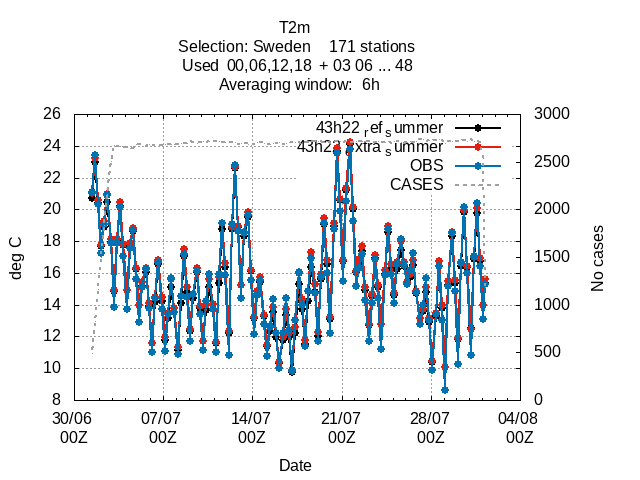 T2m
Selection: Sweden 171 stations
Used 00,06,12,18 + 03 06 ... 48
Averaging window: 6h
deg C
26
24
22
20
18
16
14
12
10
8
43h22refsummer
43h22extrasummer
OBS
CASES
3000
2500
2000
1500
1000
500
0
No cases
30/06 07/07 14/07 21/07 28/07 04/08
00Z 00Z 00Z 00Z 00Z 00Z
Date